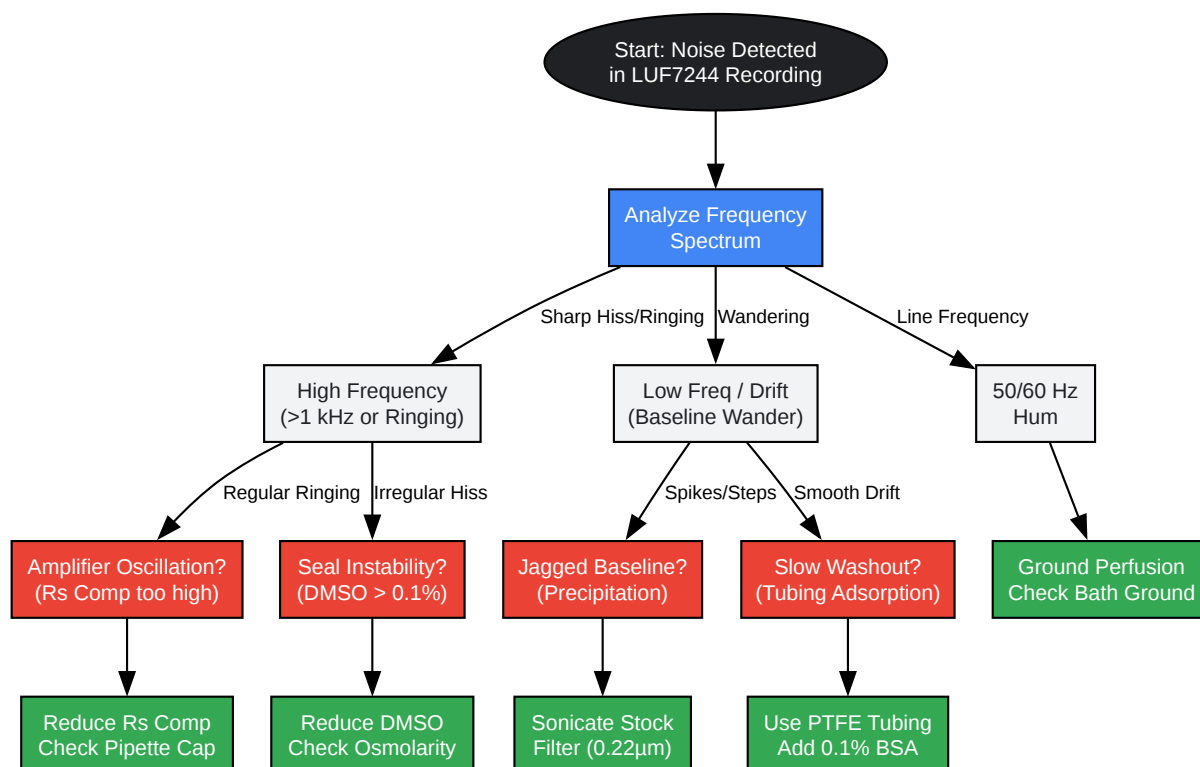 Start: Noise Detected
in LUF7244 Recording
Analyze Frequency
Spectrum
Sharp Hiss/Ringing
Wandering
Line Frequency
High Frequency
(>1 kHz or Ringing)
Low Freq / Drift
(Baseline Wander)
50/60 Hz
Hum
Regular Ringing
Irregular Hiss
Spikes/Steps
Smooth Drift
Amplifier Oscillation?
(Rs Comp too high)
Seal Instability?
(DMSO > 0.1%)
Jagged Baseline?
(Precipitation)
Slow Washout?
(Tubing Adsorption)
Ground Perfusion
Check Bath Ground
Reduce Rs Comp
Check Pipette Cap
Reduce DMSO
Check Osmolarity
Sonicate Stock
Filter (0.22µm)
Use PTFE Tubing
Add 0.1% BSA